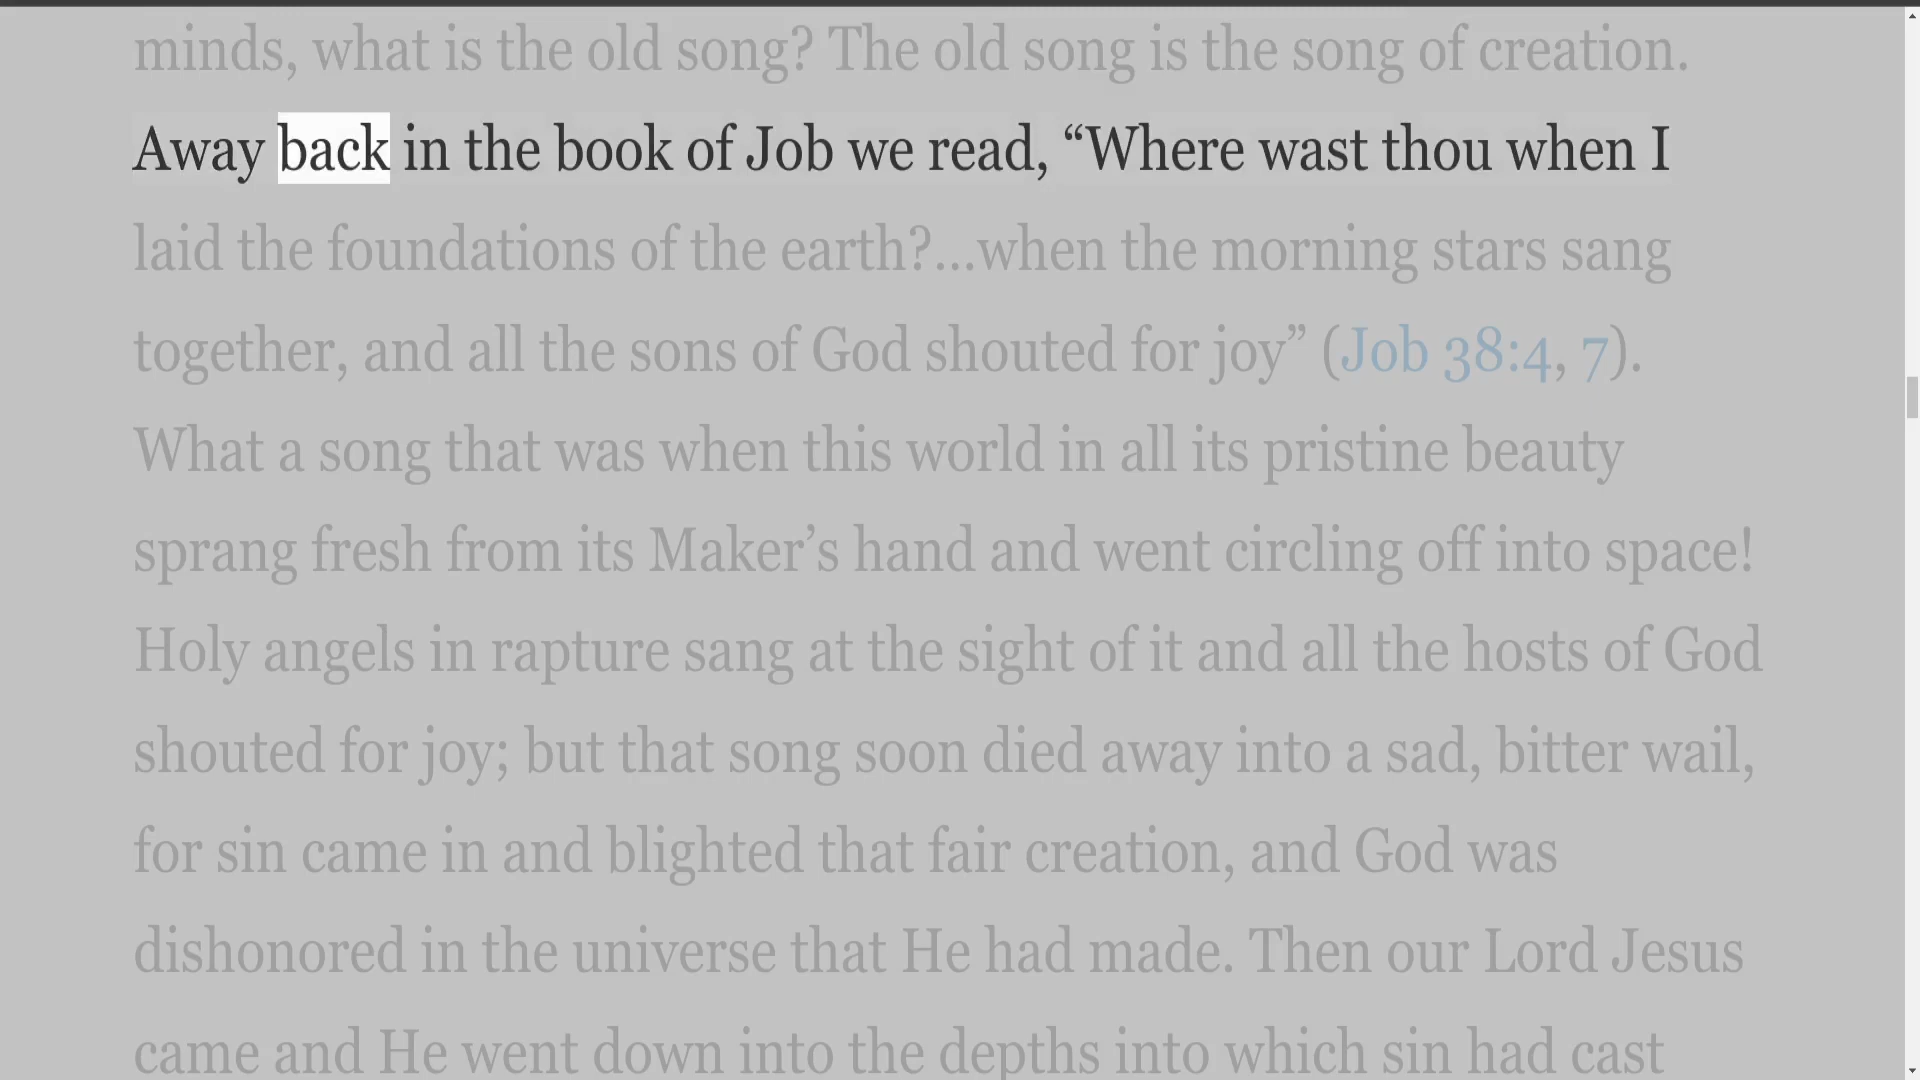 minds, what is the old song? The old song is the song of creation.
Away back in the book of Job we read, “Where wast thou when I
laid the foundations of the earth?...when the morning stars sang
together, and all the sons of God shouted for joy” (Job 38:4, 7).
What a song that was when this world in all its pristine beauty
sprang fresh from its Maker’s hand and went circling off into space!
Holy angels in rapture sang at the sight of it and all the hosts of God
shouted for joy; but that song soon died away into a sad, bitter wail,
for sin came in and blighted that fair creation, and God was
dishonored in the universe that He had made. Then our Lord Jesus
came and He went down into the depths into which sin had cast